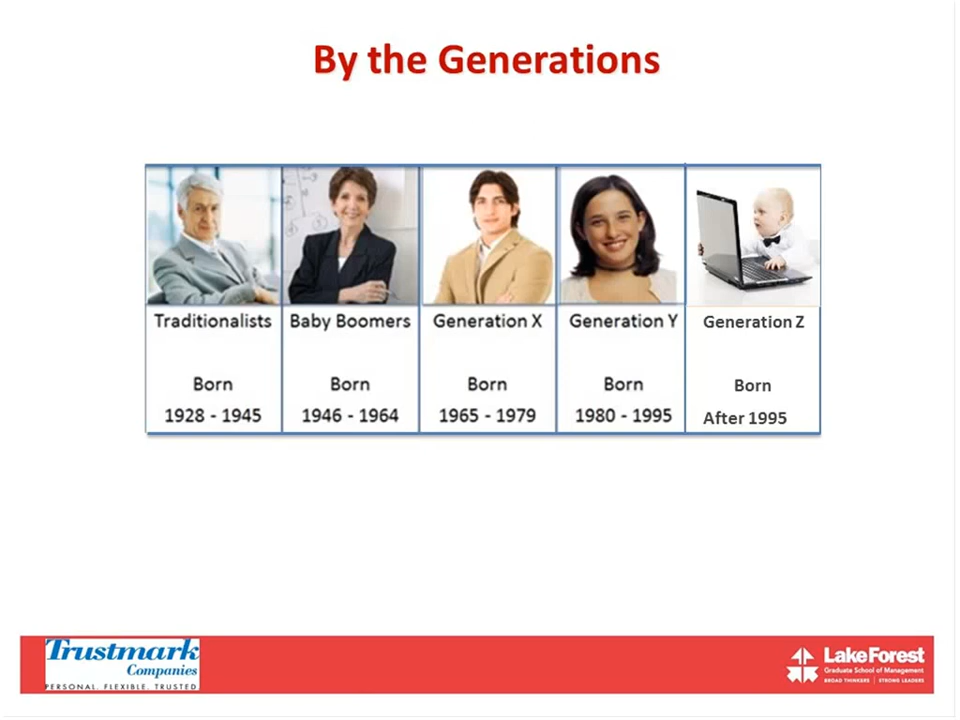 By the Generations
Traditionalists Baby Boomers Generation X Generation Y Generation Z
Born Born Born Born Born
1928 - 1945 1946 - 1964 1965 - 1979 1980 - 1995 After 1995
Trustmark
Companies
PERSONAL. FLEXIBLE. TRUSTED
LakeForest
Graduate School of Management
BROAD THINKERS | STRONG LEADERS